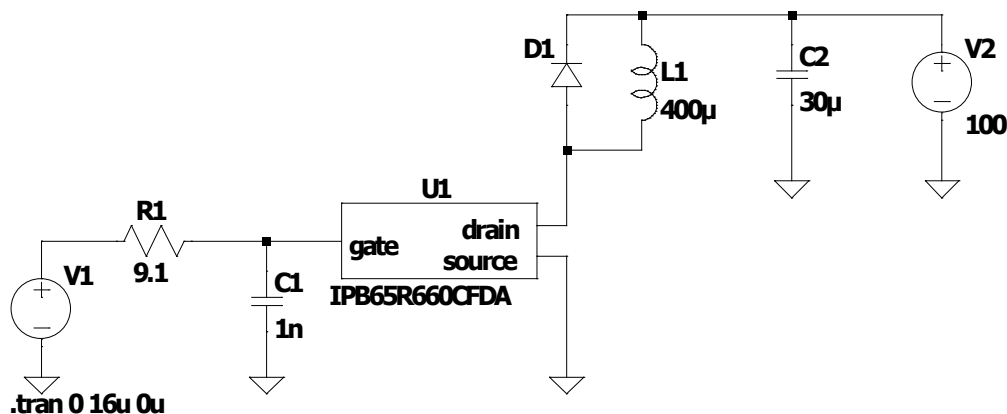 D1
L1
400µ
C2
30µ
V2
100
U1
R1
9.1
gate
drain
source
V1
C1
1n
IPB65R660CFDA
.tran 0 16u 0u